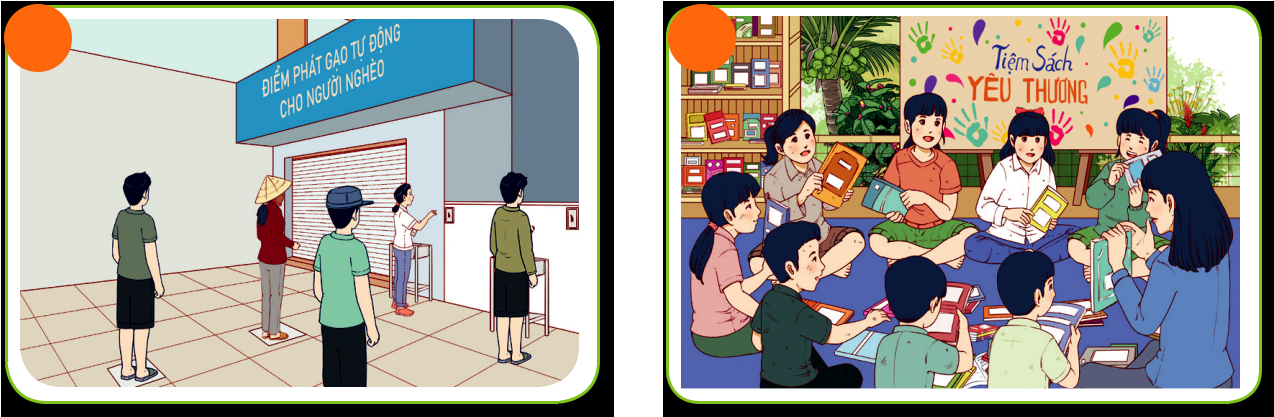 ĐIỂM PHÁT GẠO TỰ ĐỘNG
CHO NGƯỜI NGHÈO
Tiệm Sách
YÊU THƯƠNG